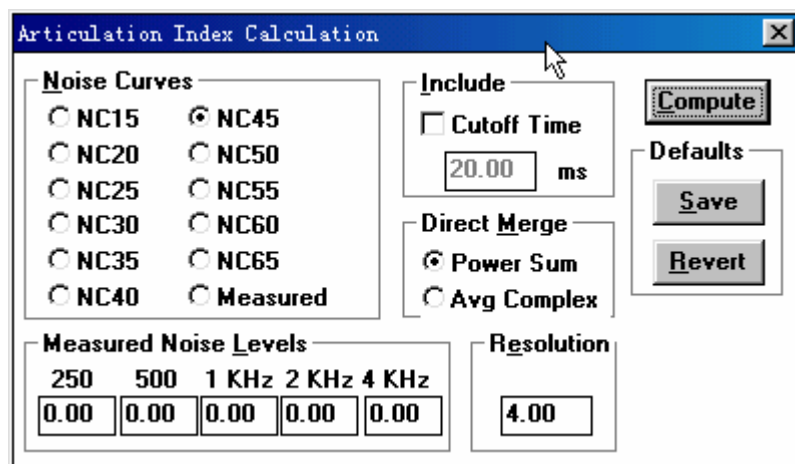 Articulation Index Calculation
Noise Curves
NC15 NC45
NC20 NC50
NC25 NC55
NC30 NC60
NC35 NC65
NC40 Measured
Include
Cutoff Time
20.00 ms
Direct Merge
Power Sum
Avg Complex
Compute
Defaults
Save
Revert
Measured Noise Levels
250 500 1 KHz 2 KHz 4 KHz
0.00 0.00 0.00 0.00 0.00
Resolution
4.00